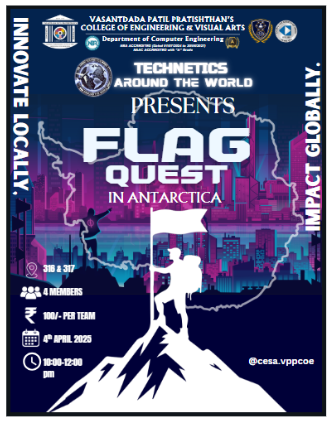 VASANTDADA PATIL PRATISHTHAN'S
COLLEGE OF ENGINEERING & VISUAL ARTS
Department of Computer Engineering
INNOVATE LOCALLY.
IMPACT GLOBALLY.
TECHNETICS
AROUND THE WORLD
PRESENTS
FLAG
QUEST
IN ANTARCTICA
316 & 317
4 MEMBERS
100/- PER TEAM
4th APRIL 2025
10:00-12:00
pm
@cesa.vppcoe